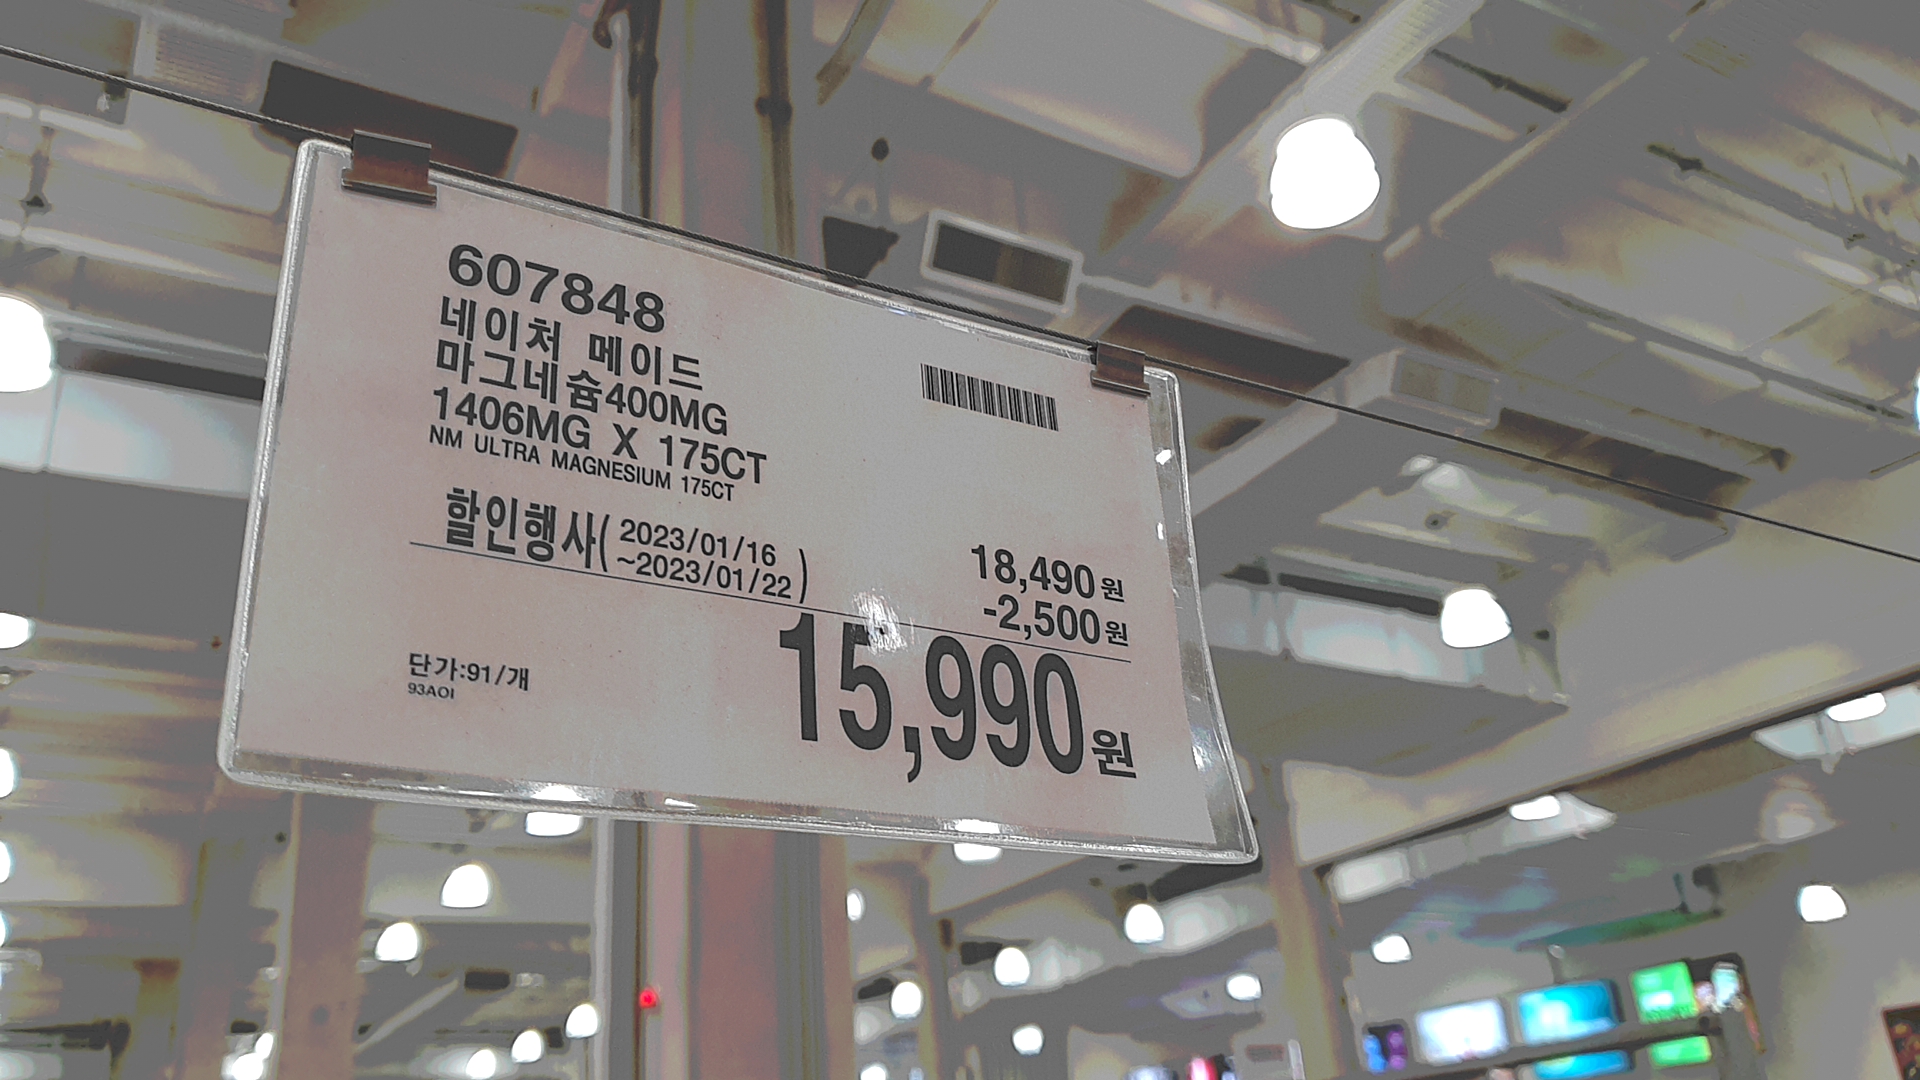 607848
네이처 메이드
마그네슘400MG
1406MG X 175CT
NM ULTRA MAGNESIUM 175CT
할인행사( 2023/01/16
~2023/01/22 )
18,490원
-2,500원
15,990원
단가:91/개
93AOI